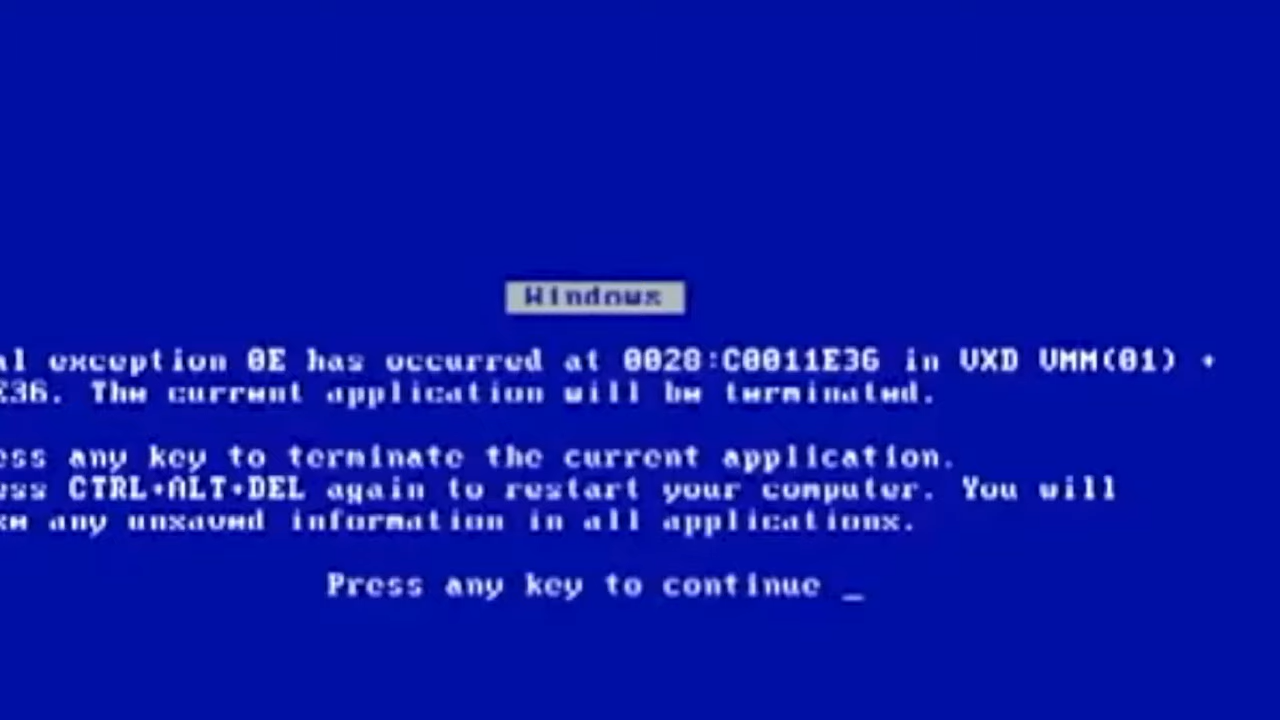 Windows
al exception 0E has occurred at 0028:C0011E36 in VXD VMM(01) +
E36. The current application will be terminated.
ess any key to terminate the current application.
ess CTRL+ALT+DEL again to restart your computer. You will
se any unsaved information in all applications.
Press any key to continue _